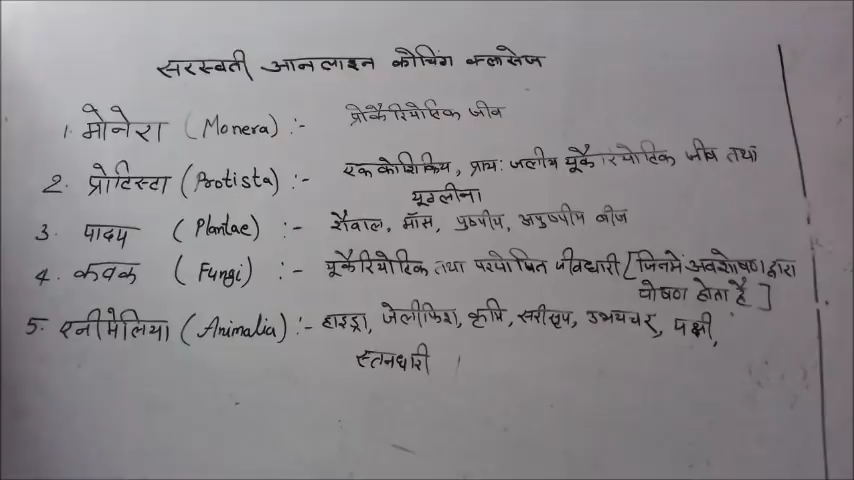 सरस्वती आनलाइन कोचिंग क्लासेज
1. मोनेरा (Monera) :- प्रोकैरियोटिक जीव
2. प्रोटिस्टा (Protista) :- एक कोशिकिय, प्राय: जलीय यूकैरियोटिक जीव तथा
यूग्लीना
3. पादप (Plantae) :- शैवाल, मॉस, पुष्पीय, अपुष्पीय बीज
4. कवक (Fungi) :- यूकैरियोटिक तथा परपोषित जीवधारी [जिनमें अवशोषण द्वारा
पोषण होता है]
5. एनीमेलिया (Animalia) :- हाइड्रा, जेलीफिश, कृमि, सरीसृप, उभयचर, पक्षी,
स्तनधारी